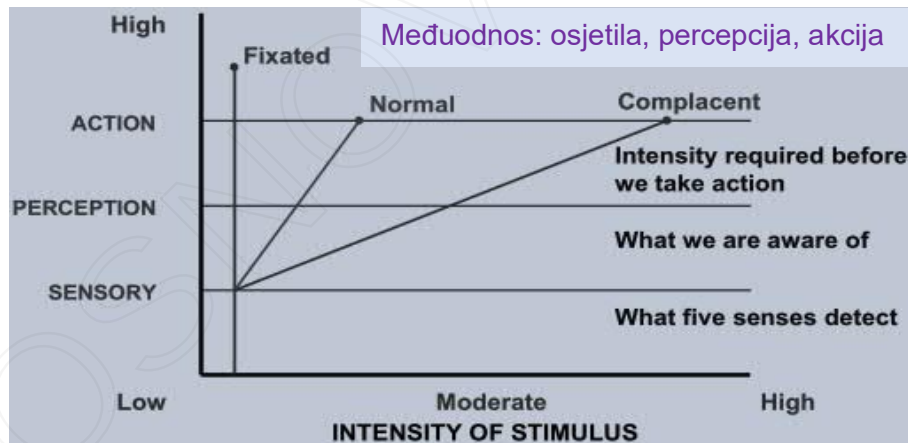 Međuodnos: osjetila, percepcija, akcija
High
Fixated
Normal
Complacent
ACTION
Intensity required before
we take action
PERCEPTION
What we are aware of
SENSORY
What five senses detect
Low
Moderate
High
INTENSITY OF STIMULUS